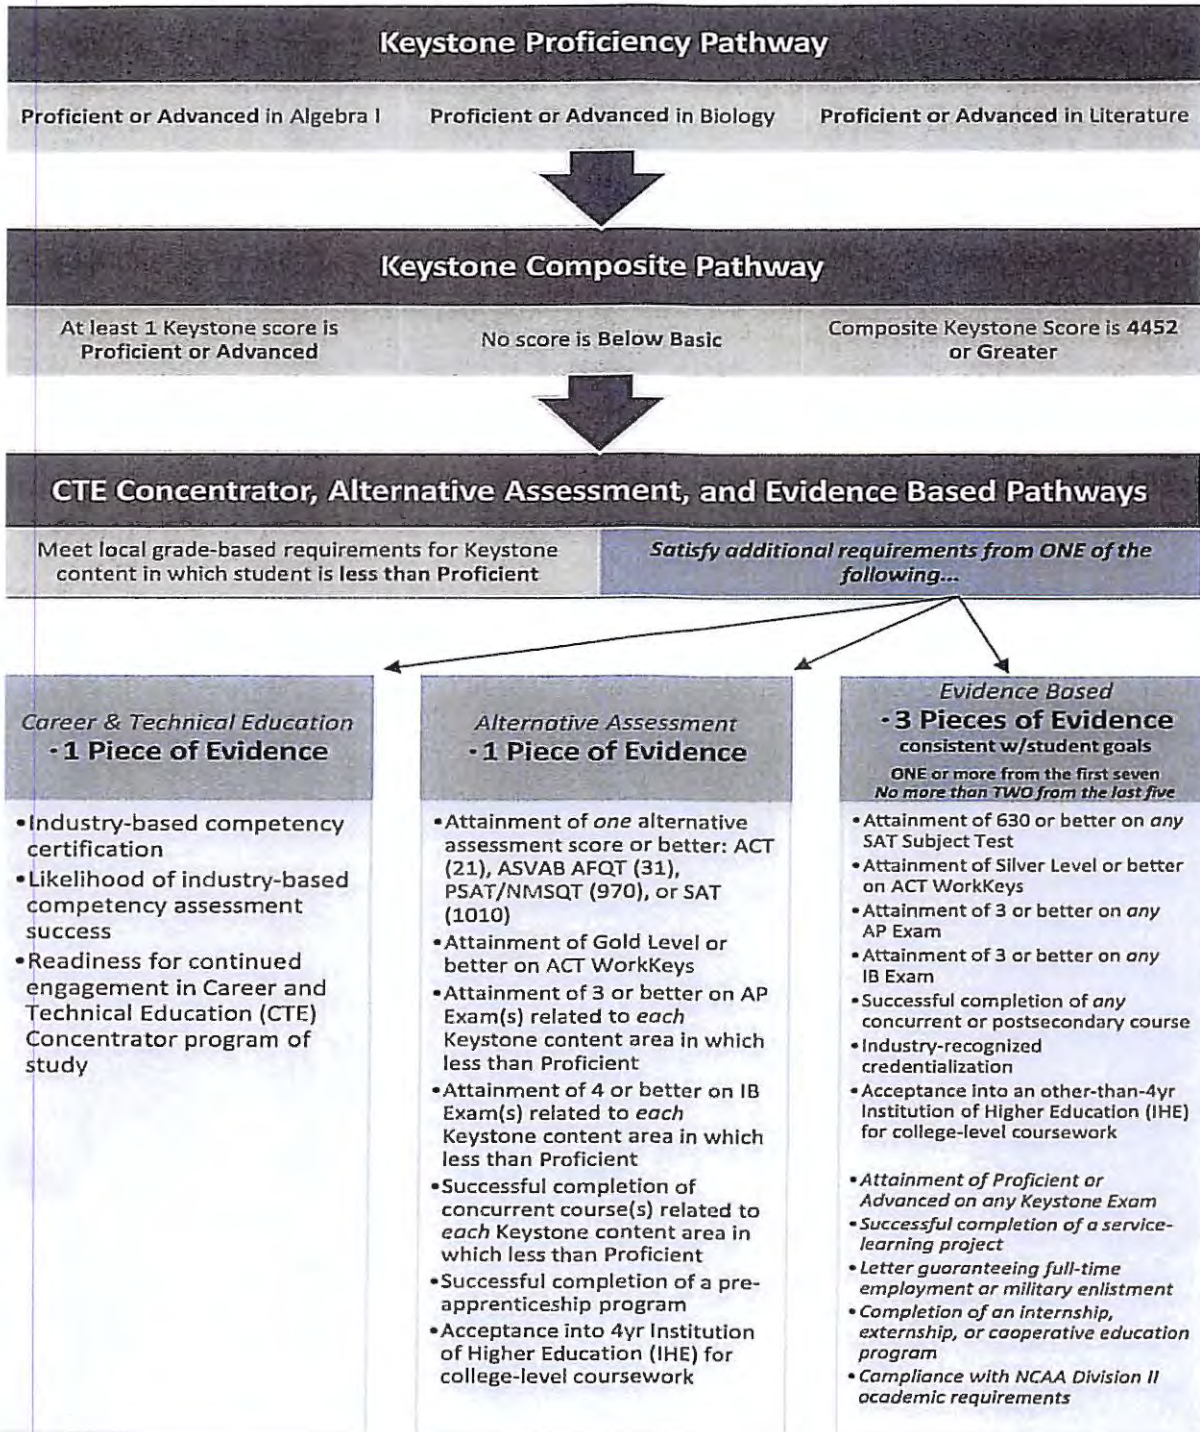 Keystone Proficiency Pathway
Proficient or Advanced in Algebra I
Proficient or Advanced in Biology
Proficient or Advanced in Literature
Keystone Composite Pathway
At least 1 Keystone score is
Proficient or Advanced
No score is Below Basic
Composite Keystone Score is 4452
or Greater
CTE Concentrator, Alternative Assessment, and Evidence Based Pathways
Meet local grade-based requirements for Keystone
content in which student is less than Proficient
Satisfy additional requirements from ONE of the
following...
Career & Technical Education
· 1 Piece of Evidence
•Industry-based competency
certification
•Likelihood of industry-based
competency assessment
success
•Readiness for continued
engagement in Career and
Technical Education (CTE)
Concentrator program of
study
Alternative Assessment
· 1 Piece of Evidence
•Attainment of one alternative
assessment score or better: ACT
(21), ASVAB AFQT (31),
PSAT/NMSQT (970), or SAT
(1010)
•Attainment of Gold Level or
better on ACT WorkKeys
•Attainment of 3 or better on AP
Exam(s) related to each
Keystone content area in which
less than Proficient
•Attainment of 4 or better on IB
Exam(s) related to each
Keystone content area in which
less than Proficient
•Successful completion of
concurrent course(s) related to
each Keystone content area in
which less than Proficient
•Successful completion of a pre-
apprenticeship program
•Acceptance into 4yr Institution
of Higher Education (IHE) for
college-level coursework
Evidence Based
· 3 Pieces of Evidence
consistent w/student goals
ONE or more from the first seven
No more than TWO from the last five
•Attainment of 630 or better on any
SAT Subject Test
•Attainment of Silver Level or better
on ACT WorkKeys
•Attainment of 3 or better on any
AP Exam
•Attainment of 3 or better on any
IB Exam
•Successful completion of any
concurrent or postsecondary course
•Industry-recognized
credentialization
•Acceptance into an other-than-4yr
Institution of Higher Education (IHE)
for college-level coursework
•Attainment of Proficient or
Advanced on any Keystone Exam
•Successful completion of a service-
learning project
•Letter guaranteeing full-time
employment or military enlistment
•Completion of an internship,
externship, or cooperative education
program
•Compliance with NCAA Division II
academic requirements